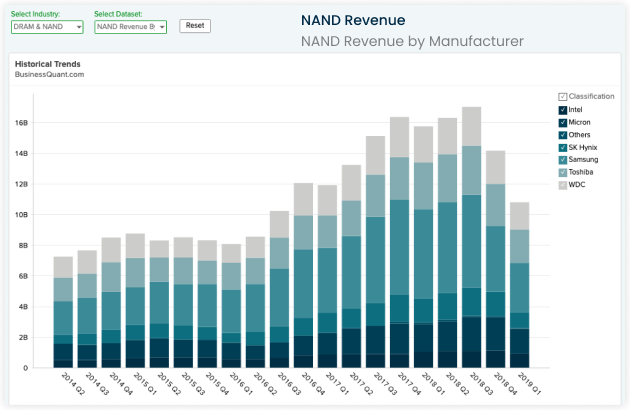 Select Industry:
Select Dataset:
DRAM & NAND
NAND Revenue By
Reset
NAND Revenue
NAND Revenue by Manufacturer
Historical Trends
BusinessQuant.com
Classification
Intel
Micron
Others
SK Hynix
Samsung
Toshiba
WDC
16B
14B
12B
10B
8B
6B
4B
2B
0
2014 Q2
2014 Q3
2014 Q4
2015 Q1
2015 Q2
2015 Q3
2015 Q4
2016 Q1
2016 Q2
2016 Q3
2016 Q4
2017 Q1
2017 Q2
2017 Q3
2017 Q4
2018 Q1
2018 Q2
2018 Q3
2018 Q4
2019 Q1